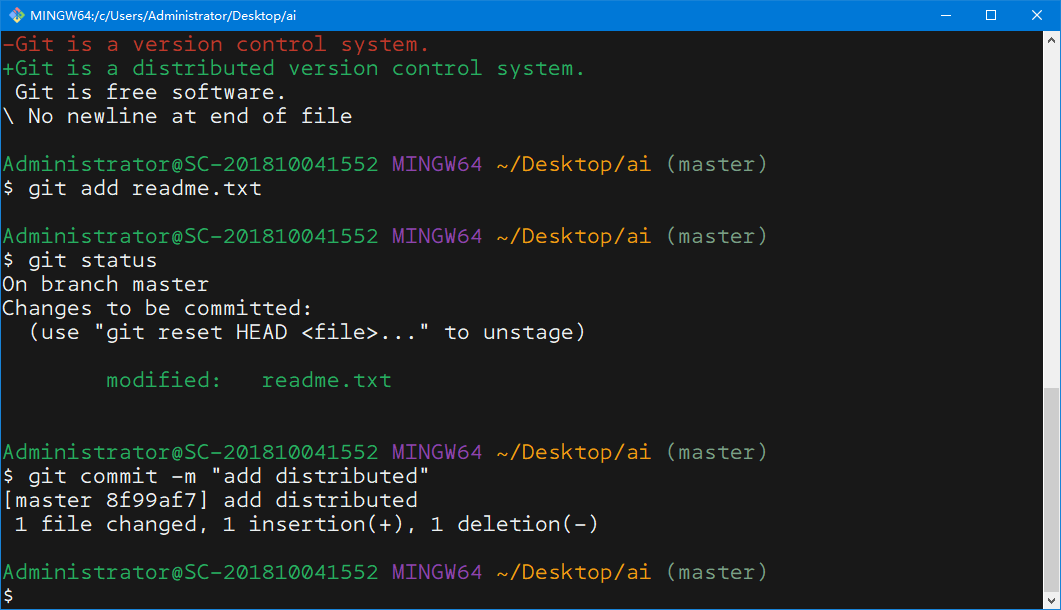 MINGW64:/c/Users/Administrator/Desktop/ai
-Git is a version control system.
+Git is a distributed version control system.
 Git is free software.
\ No newline at end of file
Administrator@SC-201810041552 MINGW64 ~/Desktop/ai (master)
$ git add readme.txt
Administrator@SC-201810041552 MINGW64 ~/Desktop/ai (master)
$ git status
On branch master
Changes to be committed:
  (use "git reset HEAD <file>..." to unstage)
        modified:   readme.txt
Administrator@SC-201810041552 MINGW64 ~/Desktop/ai (master)
$ git commit -m "add distributed"
[master 8f99af7] add distributed
 1 file changed, 1 insertion(+), 1 deletion(-)
Administrator@SC-201810041552 MINGW64 ~/Desktop/ai (master)
$